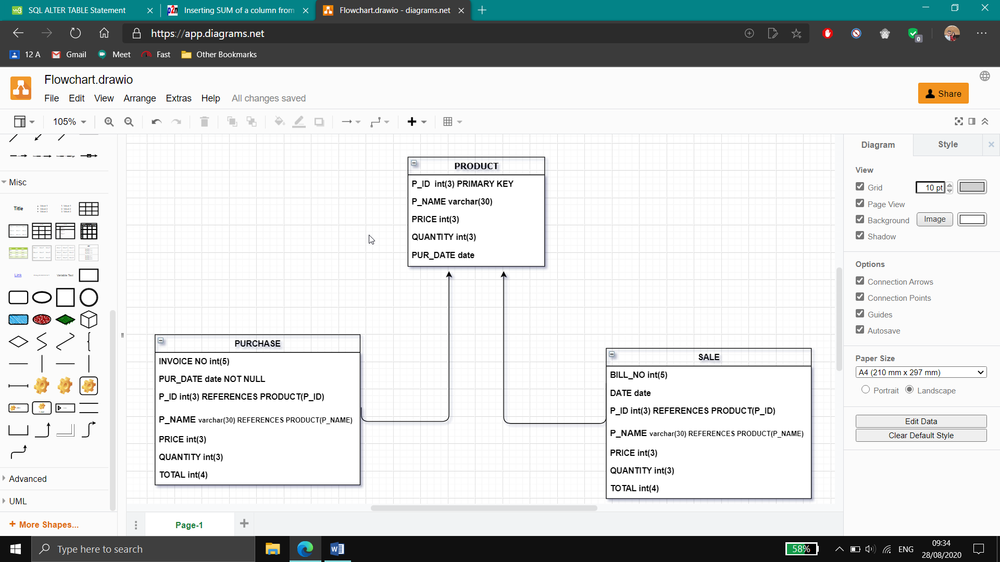 SQL ALTER TABLE Statement
Inserting SUM of a column from
Flowchart.drawio - diagrams.net
https://app.diagrams.net
0
12 A Gmail Meet Fast Other Bookmarks
Flowchart.drawio
File Edit View Arrange Extras Help All changes saved
Share
105%
Misc
Title
Link
Variable Text
Advanced
UML
+ More Shapes...
PRODUCT
P_ID int(3) PRIMARY KEY
P_NAME varchar(30)
PRICE int(3)
QUANTITY int(3)
PUR_DATE date
PURCHASE
INVOICE NO int(5)
PUR_DATE date NOT NULL
P_ID int(3) REFERENCES PRODUCT(P_ID)
P_NAME varchar(30) REFERENCES PRODUCT(P_NAME)
PRICE int(3)
QUANTITY int(3)
TOTAL int(4)
SALE
BILL_NO int(5)
DATE date
P_ID int(3) REFERENCES PRODUCT(P_ID)
P_NAME varchar(30) REFERENCES PRODUCT(P_NAME)
PRICE int(3)
QUANTITY int(3)
TOTAL int(4)
Page-1
Diagram Style
View
Grid 10 pt
Page View
Background Image
Shadow
Options
Connection Arrows
Connection Points
Guides
Autosave
Paper Size
A4 (210 mm x 297 mm)
Portrait Landscape
Edit Data
Clear Default Style
Type here to search
58%
ENG
09:34
28/08/2020